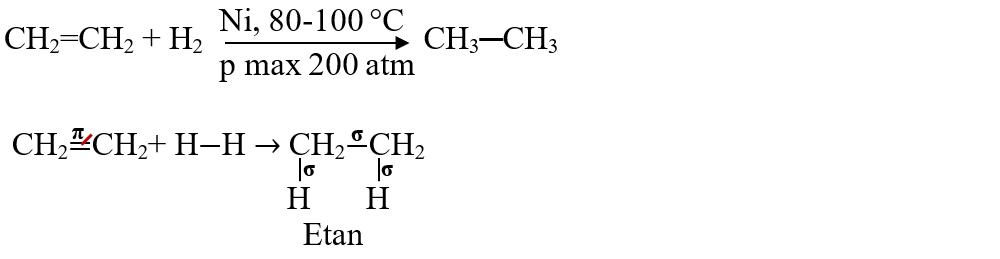 Ni, 80-100 °C
CH₂=CH₂ + H₂ → CH₃─CH₃
p max 200 atm
π σ
CH₂=CH₂+ H─H → CH₂─CH₂
|σ |σ
H H
Etan